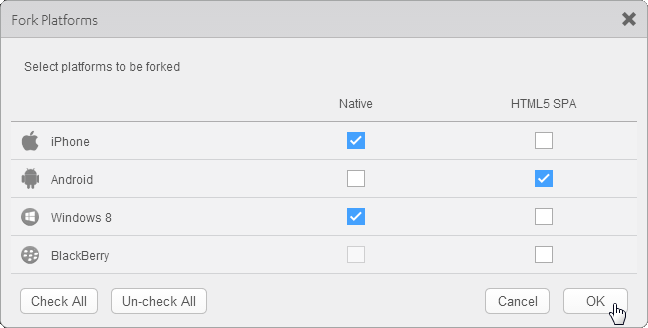 Fork Platforms
Select platforms to be forked
Native HTML5 SPA
iPhone
Android
Windows 8
BlackBerry
Check All Un-check All Cancel OK